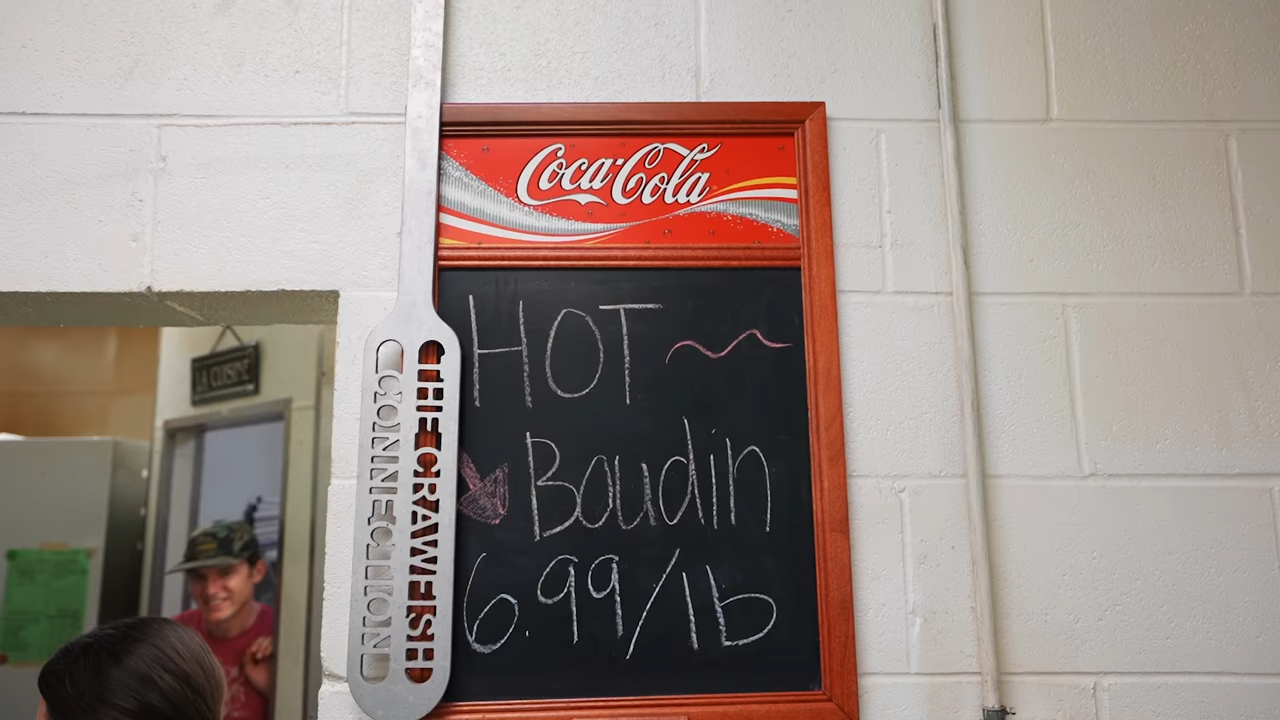 Coca-Cola
HOT
Boudin
6.99/lb
THE CRAWFISH
CONNECTION
LA CUISINE